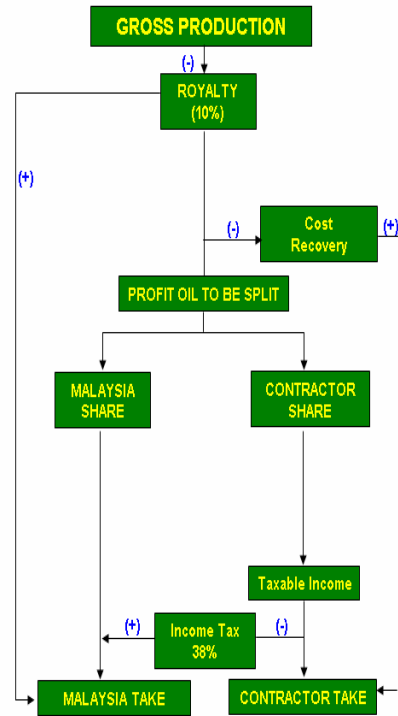 GROSS PRODUCTION
(-)
ROYALTY
(10%)
(+)
(-)
Cost
Recovery
(+)
PROFIT OIL TO BE SPLIT
MALAYSIA
SHARE
CONTRACTOR
SHARE
Taxable Income
(+)
Income Tax
38%
(-)
MALAYSIA TAKE
CONTRACTOR TAKE